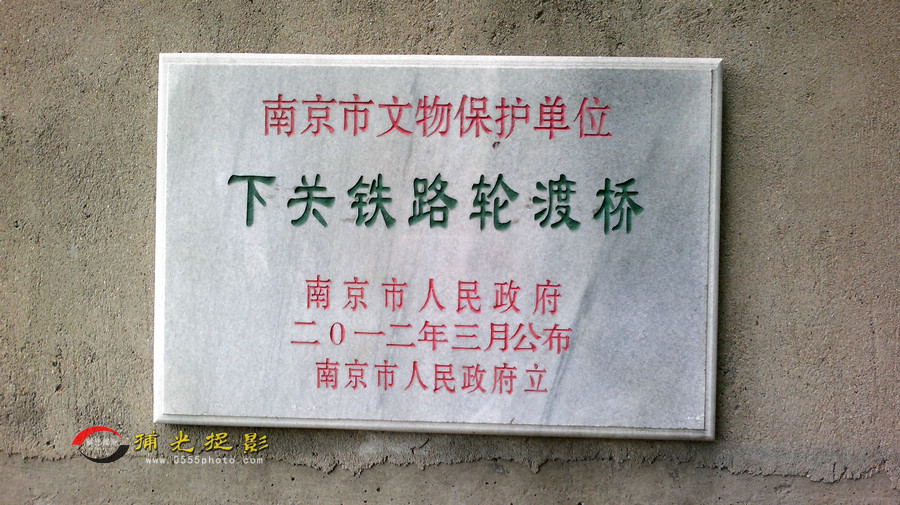 南京市文物保护单位
下关铁路轮渡桥
南京市人民政府
二0一二年三月公布
南京市人民政府立
捕光捉影
www.0555photo.com